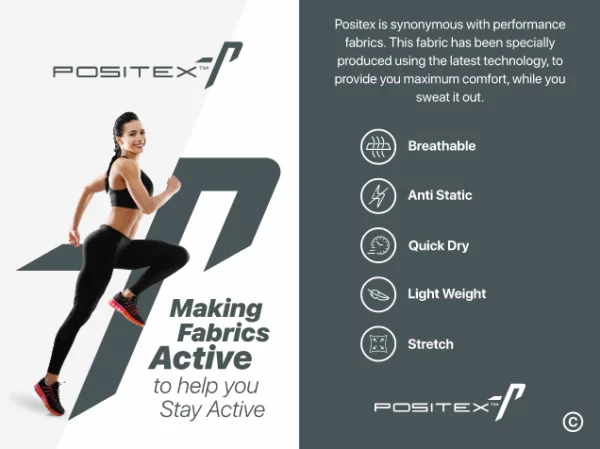 POSITEX™
Making
Fabrics
Active
to help you
Stay Active
Positex is synonymous with performance
fabrics. This fabric has been specially
produced using the latest technology, to
provide you maximum comfort, while you
sweat it out.
Breathable
Anti Static
Quick Dry
Light Weight
Stretch
POSITEX™
©